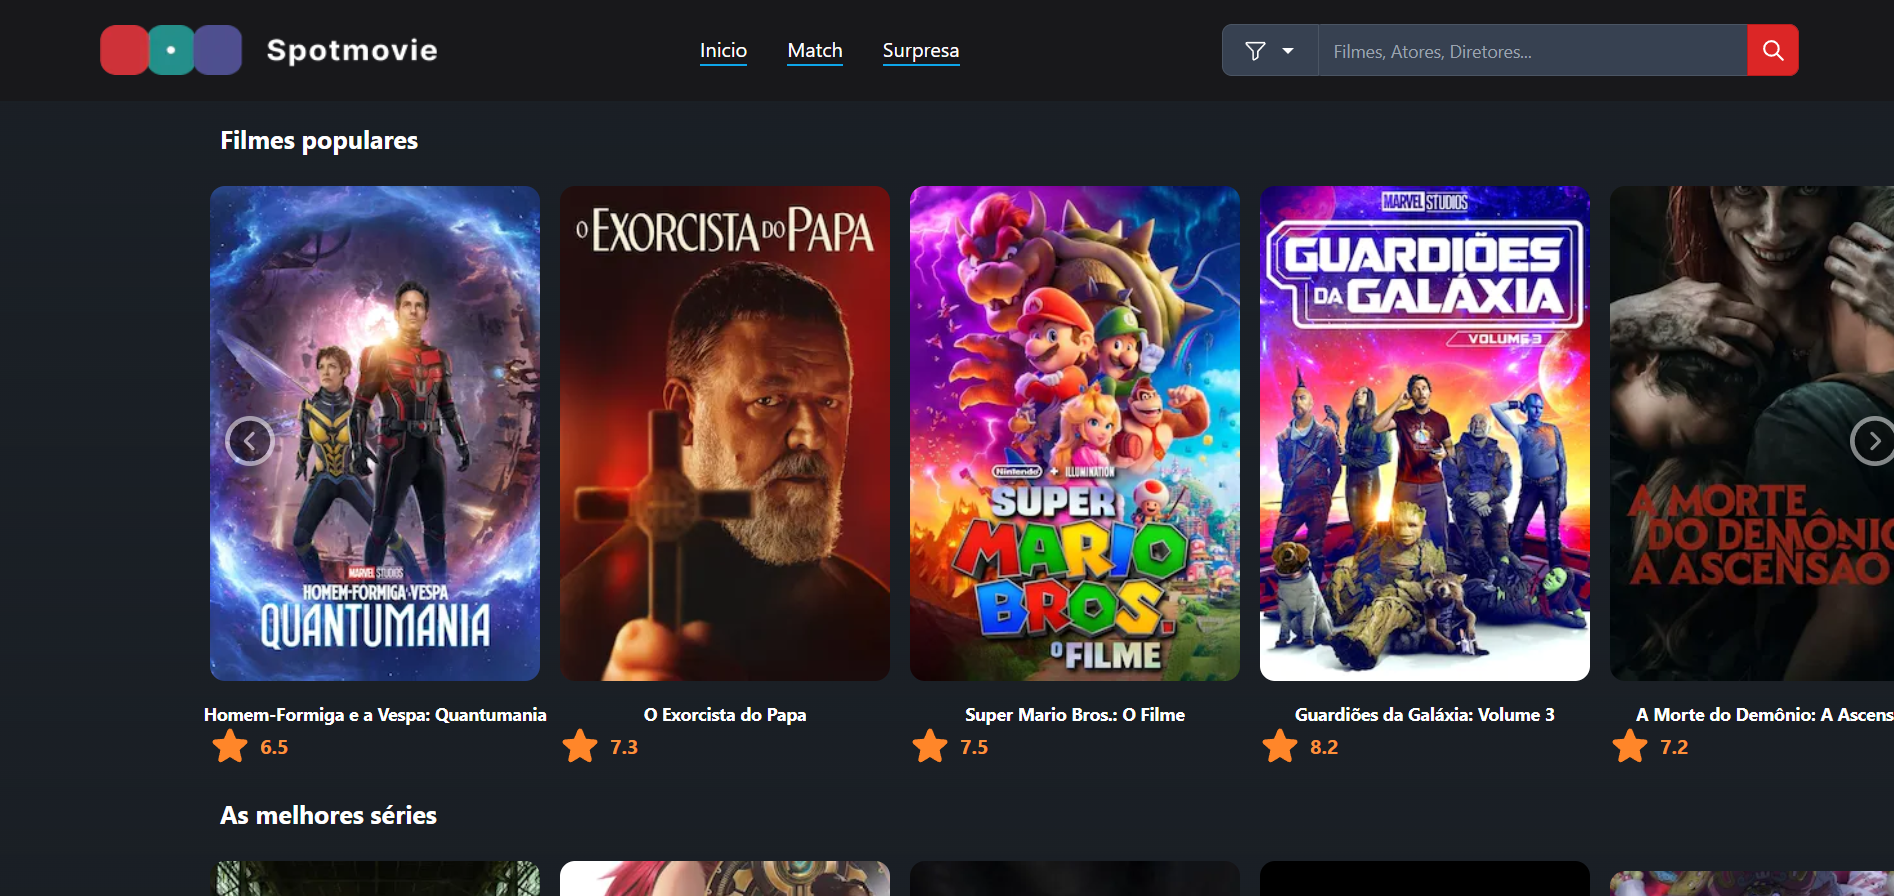 Spotmovie
Inicio
Match
Surpresa
Filmes, Atores, Diretores...
Filmes populares
MARVEL STUDIOS
HOMEM-FORMIGA E A VESPA
QUANTUMANIA
O EXORCISTA DO PAPA
Nintendo + ILLUMINATION
SUPER
MARIO
BROS.
O FILME
MARVEL STUDIOS
GUARDIÕES
DA GALÁXIA
VOLUME 3
A MORTE
DO DEMÔNIO
A ASCENSÃO
Homem-Formiga e a Vespa: Quantumania
6.5
O Exorcista do Papa
7.3
Super Mario Bros.: O Filme
7.5
Guardiões da Galáxia: Volume 3
8.2
A Morte do Demônio: A Ascens
7.2
As melhores séries